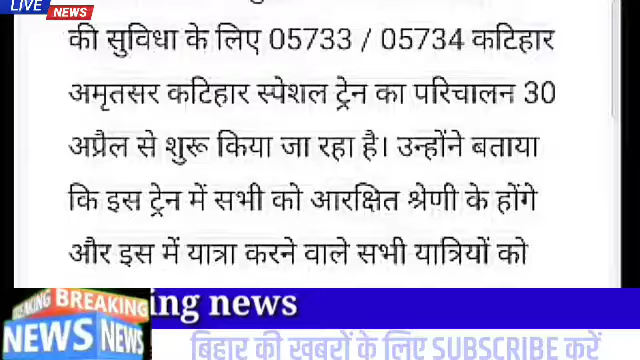 LIVE
NEWS
की सुविधा के लिए 05733 / 05734 कटिहार
अमृतसर कटिहार स्पेशल ट्रेन का परिचालन 30
अप्रैल से शुरू किया जा रहा है। उन्होंने बताया
कि इस ट्रेन में सभी को आरक्षित श्रेणी के होंगे
और इस में यात्रा करने वाले सभी यात्रियों को
BREAKING BREAKING
ing news
NEWS NEWS
बिहार की खबरों के लिए SUBSCRIBE करें